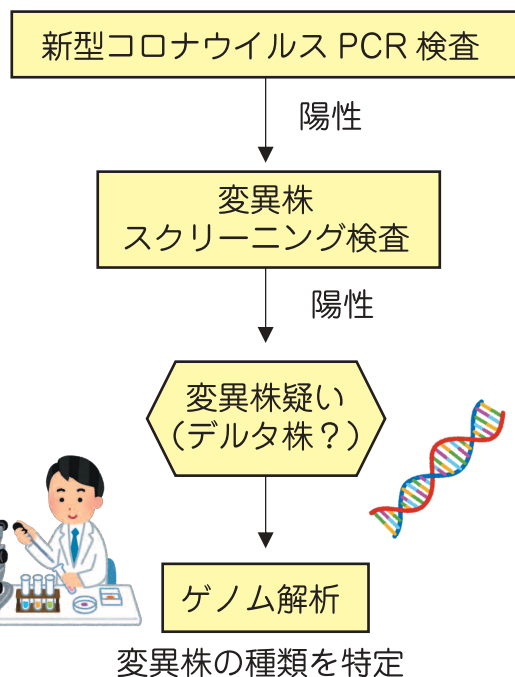 新型コロナウイルス PCR 検査
陽性
変異株
スクリーニング検査
陽性
変異株疑い
（デルタ株？）
ゲノム解析
変異株の種類を特定